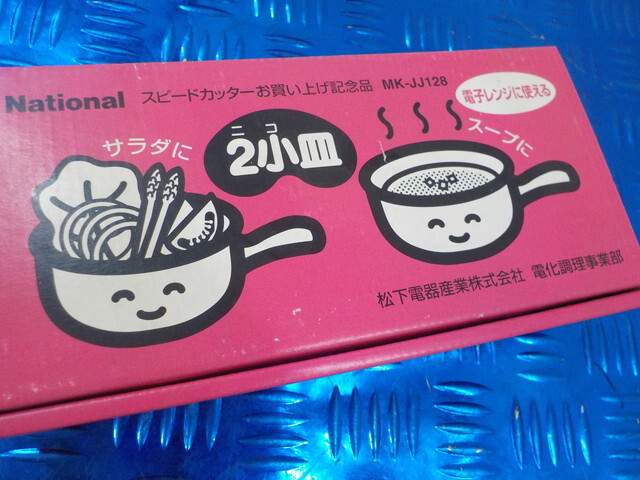 National スピードカッターお買い上げ記念品 MK-JJ128
電子レンジに使える
サラダに
ニコ
2小皿
スープに
松下電器産業株式会社 電化調理事業部